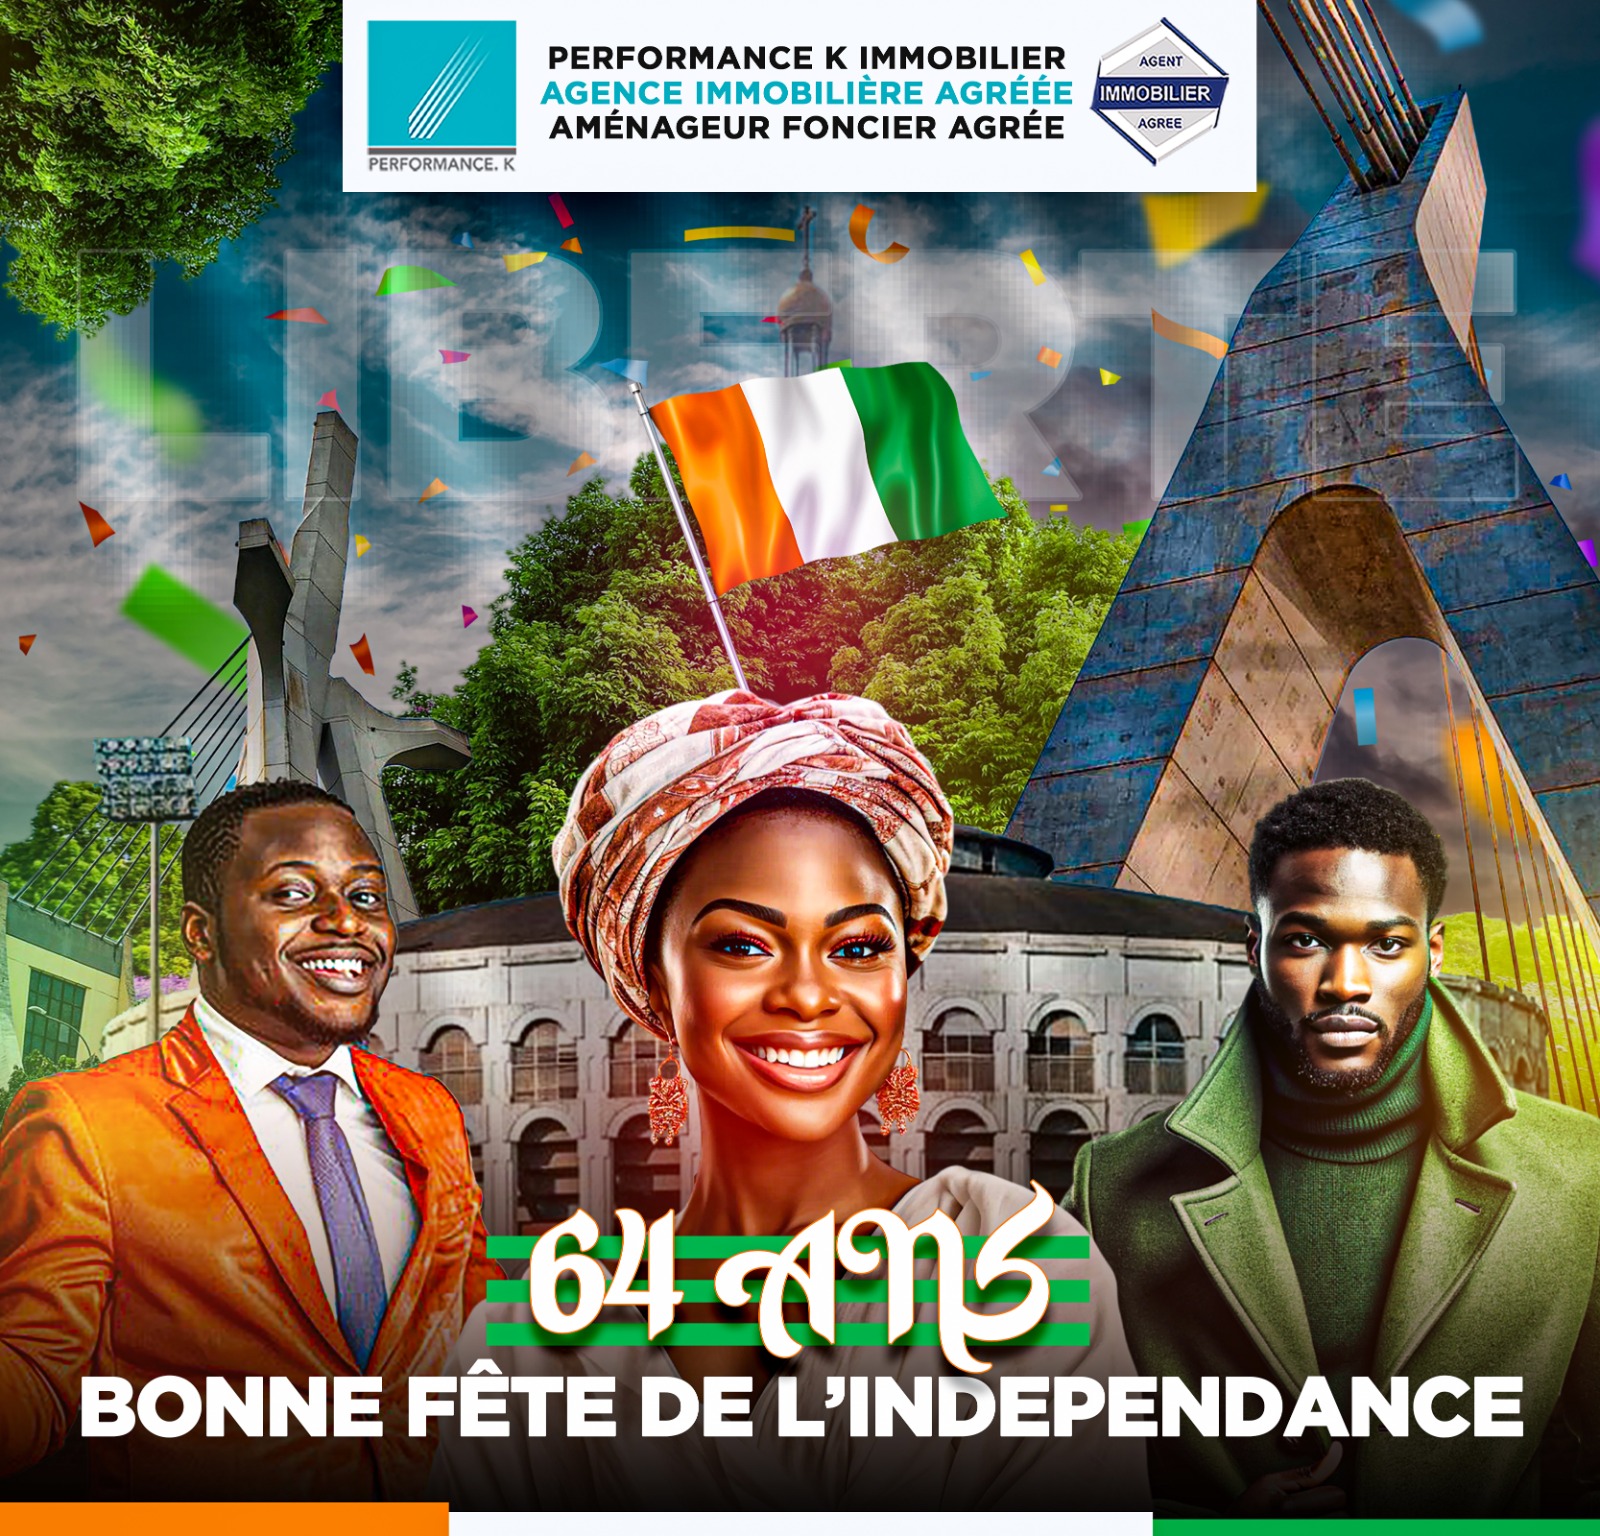 PERFORMANCE K IMMOBILIER
AGENCE IMMOBILIÈRE AGRÉÉE
AMÉNAGEUR FONCIER AGRÉE
PERFORMANCE. K
AGENT
IMMOBILIER
AGREE
LIBERTE
64 ANS
BONNE FÊTE DE L’INDEPENDANCE